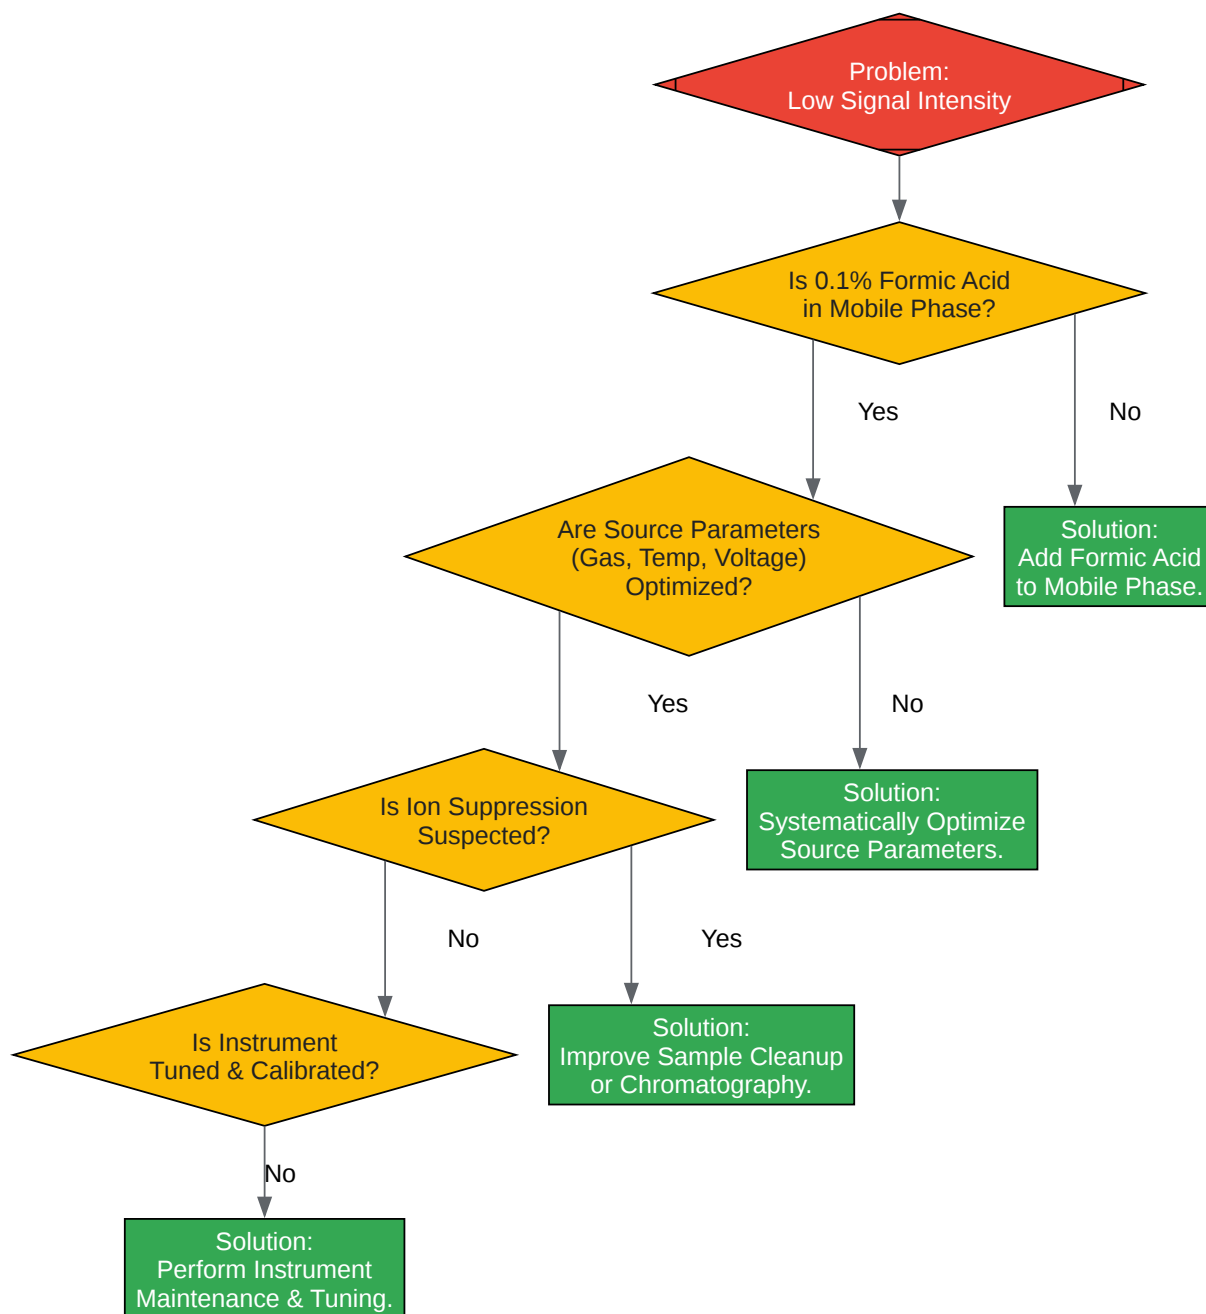 Problem:
Low Signal Intensity
Is 0.1% Formic Acid
in Mobile Phase?
Yes
No
Are Source Parameters
(Gas, Temp, Voltage)
Optimized?
Solution:
Add Formic Acid
to Mobile Phase.
Yes
No
Is Ion Suppression
Suspected?
Solution:
Systematically Optimize
Source Parameters.
No
Yes
Is Instrument
Tuned & Calibrated?
Solution:
Improve Sample Cleanup
or Chromatography.
No
Solution:
Perform Instrument
Maintenance & Tuning.